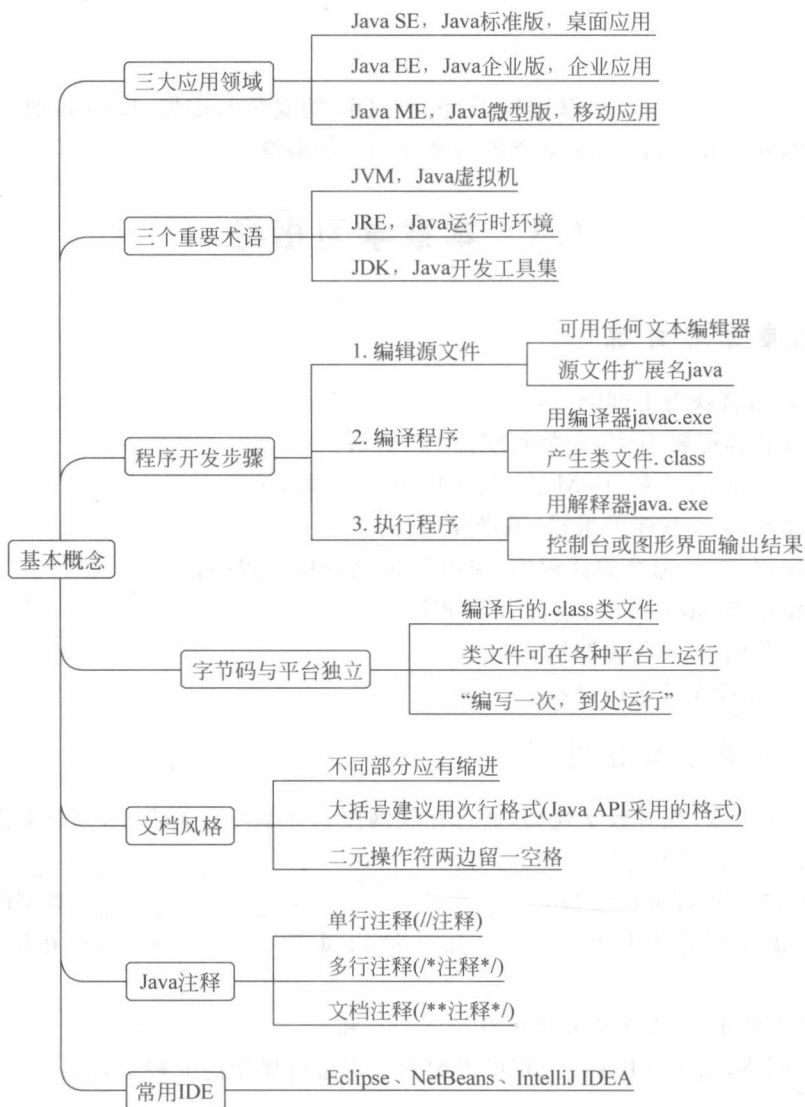 基本概念
三大应用领域
Java SE，Java标准版，桌面应用
Java EE，Java企业版，企业应用
Java ME，Java微型版，移动应用
三个重要术语
JVM，Java虚拟机
JRE，Java运行时环境
JDK，Java开发工具集
程序开发步骤
1. 编辑源文件
可用任何文本编辑器
源文件扩展名java
2. 编译程序
用编译器javac.exe
产生类文件. class
3. 执行程序
用解释器java. exe
控制台或图形界面输出结果
字节码与平台独立
编译后的.class类文件
类文件可在各种平台上运行
“编写一次，到处运行”
文档风格
不同部分应有缩进
大括号建议用次行格式(Java API采用的格式)
二元操作符两边留一空格
Java注释
单行注释(//注释)
多行注释(/*注释*/)
文档注释(/**注释*/)
常用IDE
Eclipse、NetBeans、IntelliJ IDEA